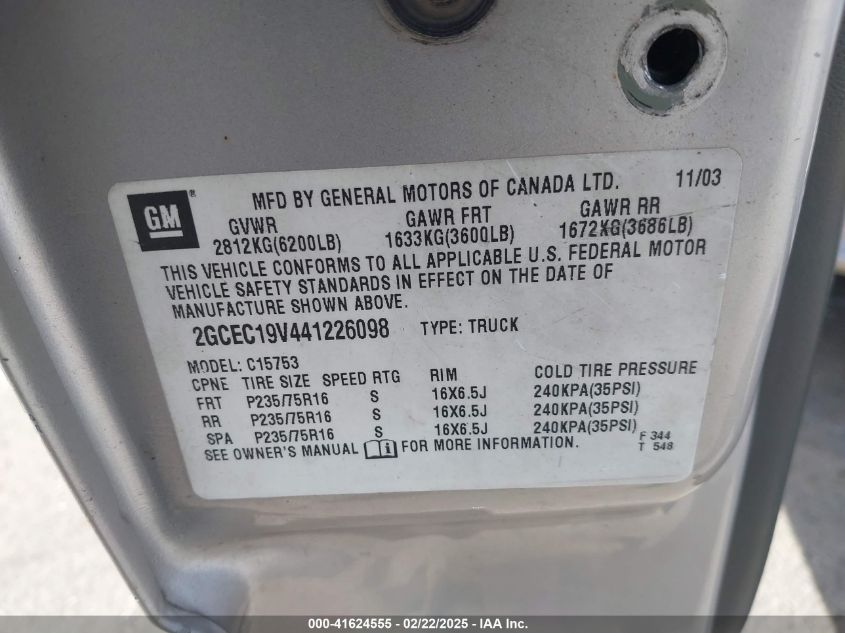 GM
®
MFD BY GENERAL MOTORS OF CANADA LTD. 11/03
GVWR GAWR FRT GAWR RR
2812KG(6200LB) 1633KG(3600LB) 1672KG(3686LB)
THIS VEHICLE CONFORMS TO ALL APPLICABLE U.S. FEDERAL MOTOR
VEHICLE SAFETY STANDARDS IN EFFECT ON THE DATE OF
MANUFACTURE SHOWN ABOVE.
2GCEC19V441226098 TYPE: TRUCK
MODEL: C15753
CPNE TIRE SIZE SPEED RTG RIM COLD TIRE PRESSURE
FRT P235/75R16 S 16X6.5J 240KPA(35PSI)
RR P235/75R16 S 16X6.5J 240KPA(35PSI)
SPA P235/75R16 S 16X6.5J 240KPA(35PSI)
SEE OWNER'S MANUAL i FOR MORE INFORMATION.
F 344
T 548
000-41624555 - 02/22/2025 - IAA Inc.